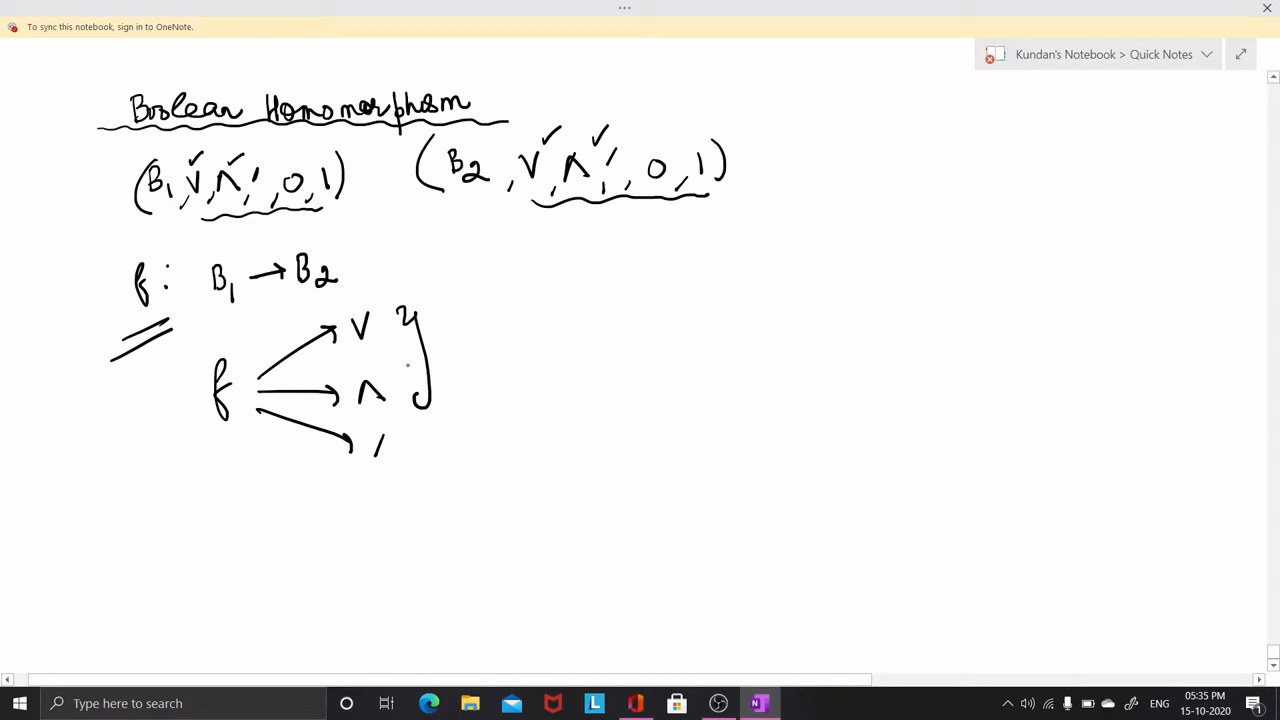 To sync this notebook, sign in to OneNote.
Kundan's Notebook > Quick Notes
Boolean Homomorphism
(B1, ∨, ∧, ', 0, 1) (B2, ∨, ∧, ', 0, 1)
f: B1 → B2
∨
f ∧
'
Type here to search
ENG 05:35 PM
15-10-2020
1